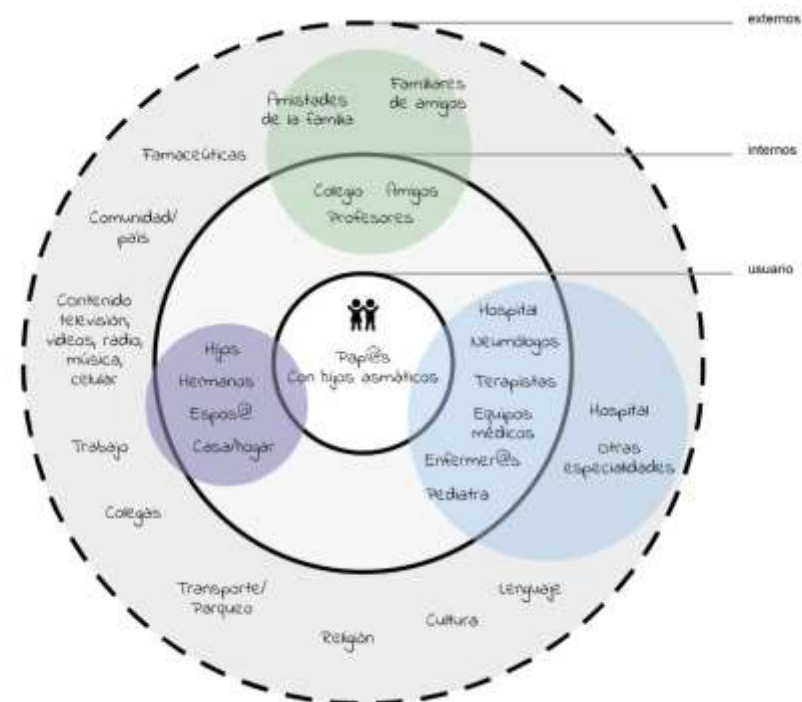 externos
internos
usuario
Amistades
de la familia
Familiares
de amigos
Farmaceúticas
Colegio Amigos
Profesores
Comunidad/
país
Contenido
televisión,
videos, radio,
música,
celular
Hijos
Hermanos
Espos@
Casa/hogar
Pap@s
Con hijos asmáticos
Hospital
Neumólogos
Terapistas
Equipos
médicos
Enfermer@s
Pediatra
Hospital
Otras
especialidades
Trabajo
Colegas
Transporte/
Parqueo
Religión
Cultura
Lenguaje